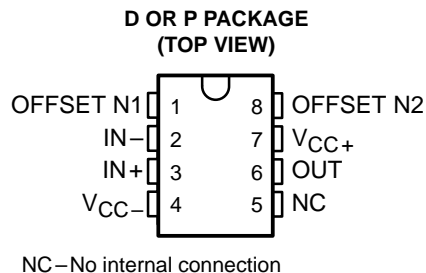 D OR P PACKAGE
(TOP VIEW)
OFFSET N1 1 8 OFFSET N2
IN− 2 7 VCC+
IN+ 3 6 OUT
VCC− 4 5 NC
NC−No internal connection